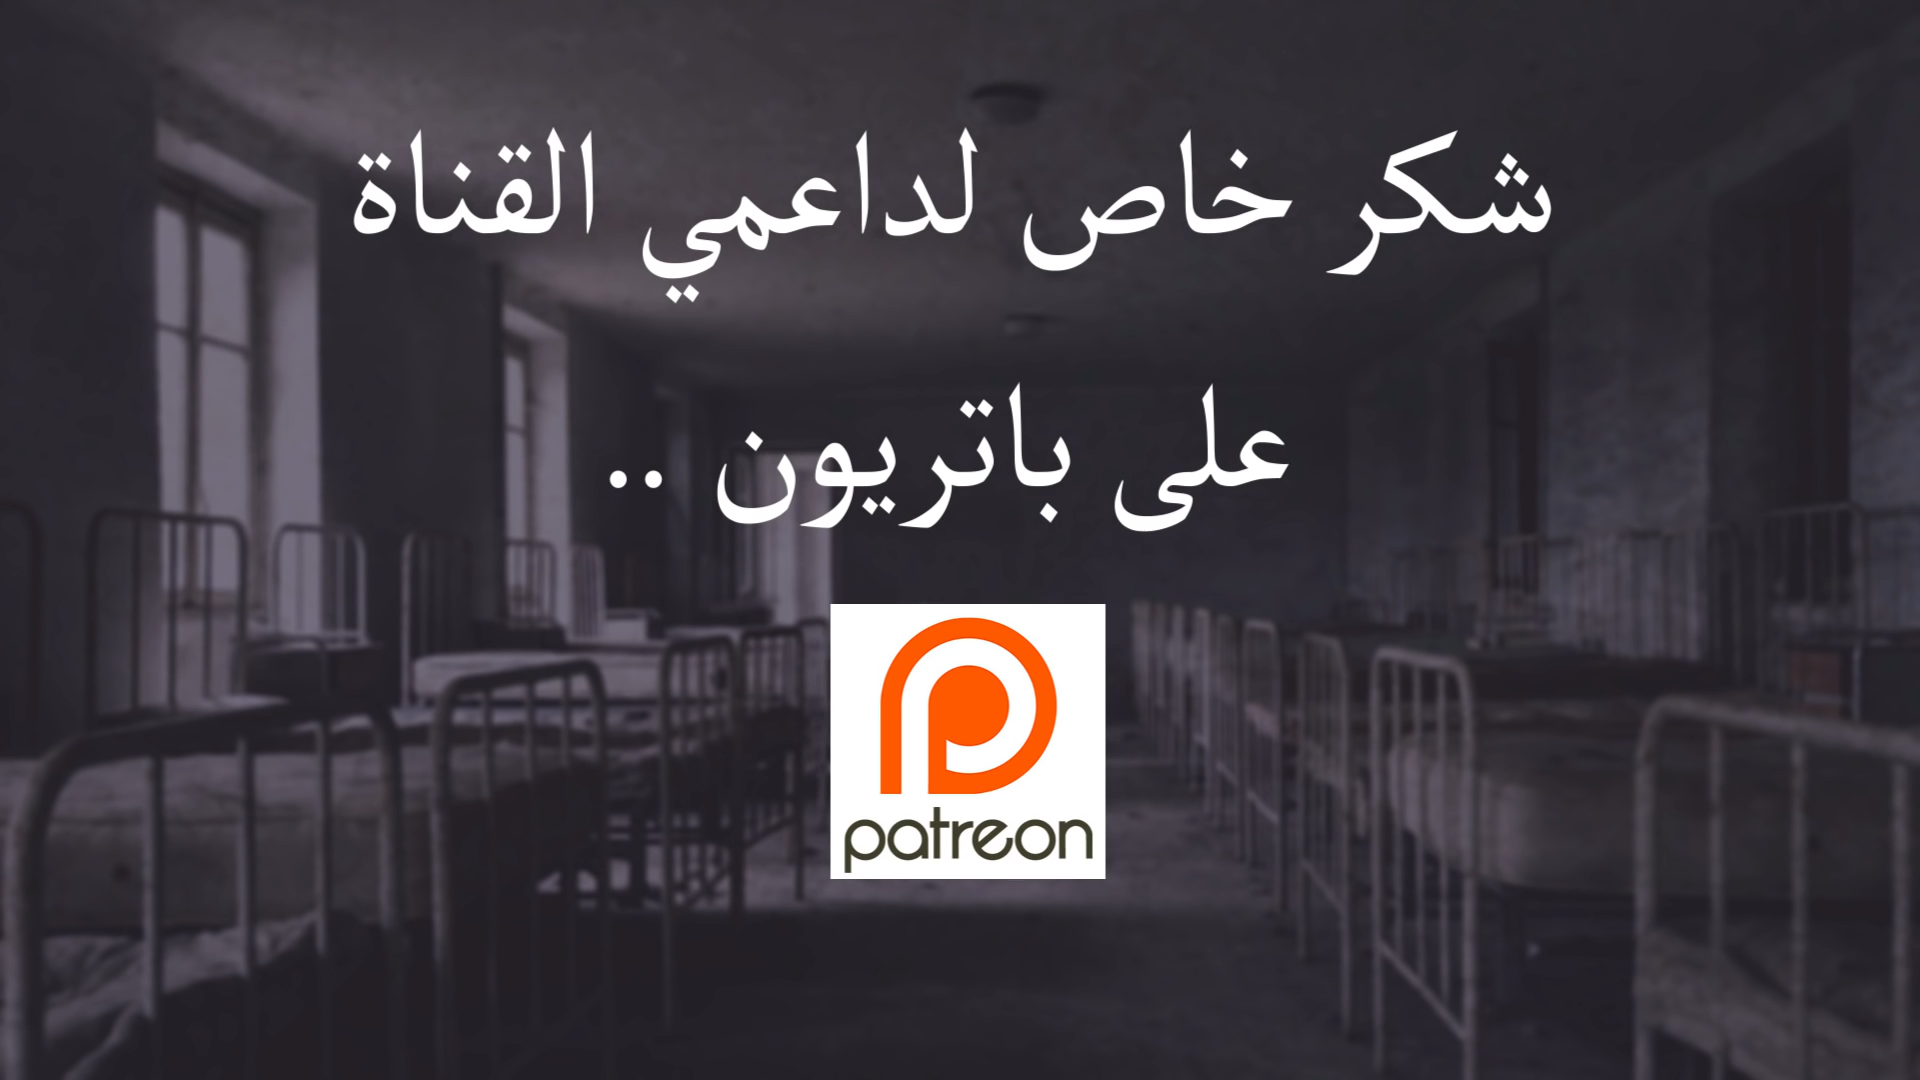 شكر خاص لداعمي القناة
على باتريون ..
patreon